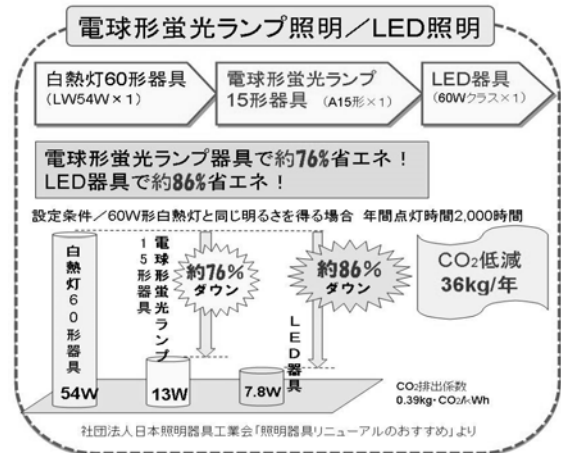 電球形蛍光ランプ照明／LED照明
白熱灯60形器具
（LW54W×1）
電球形蛍光ランプ
15形器具 （A15形×1）
LED器具
（60Wクラス×1）
電球形蛍光ランプ器具で約76%省エネ！
LED器具で約86%省エネ！
設定条件／60W形白熱灯と同じ明るさを得る場合 年間点灯時間2,000時間
白熱灯60形器具
54W
電球形蛍光ランプ
15形器具
13W
約76%
ダウン
LED器具
7.8W
約86%
ダウン
CO₂低減
36kg/年
CO₂排出係数
0.39kg・CO₂/kWh
社団法人日本照明器具工業会「照明器具リニューアルのおすすめ」より